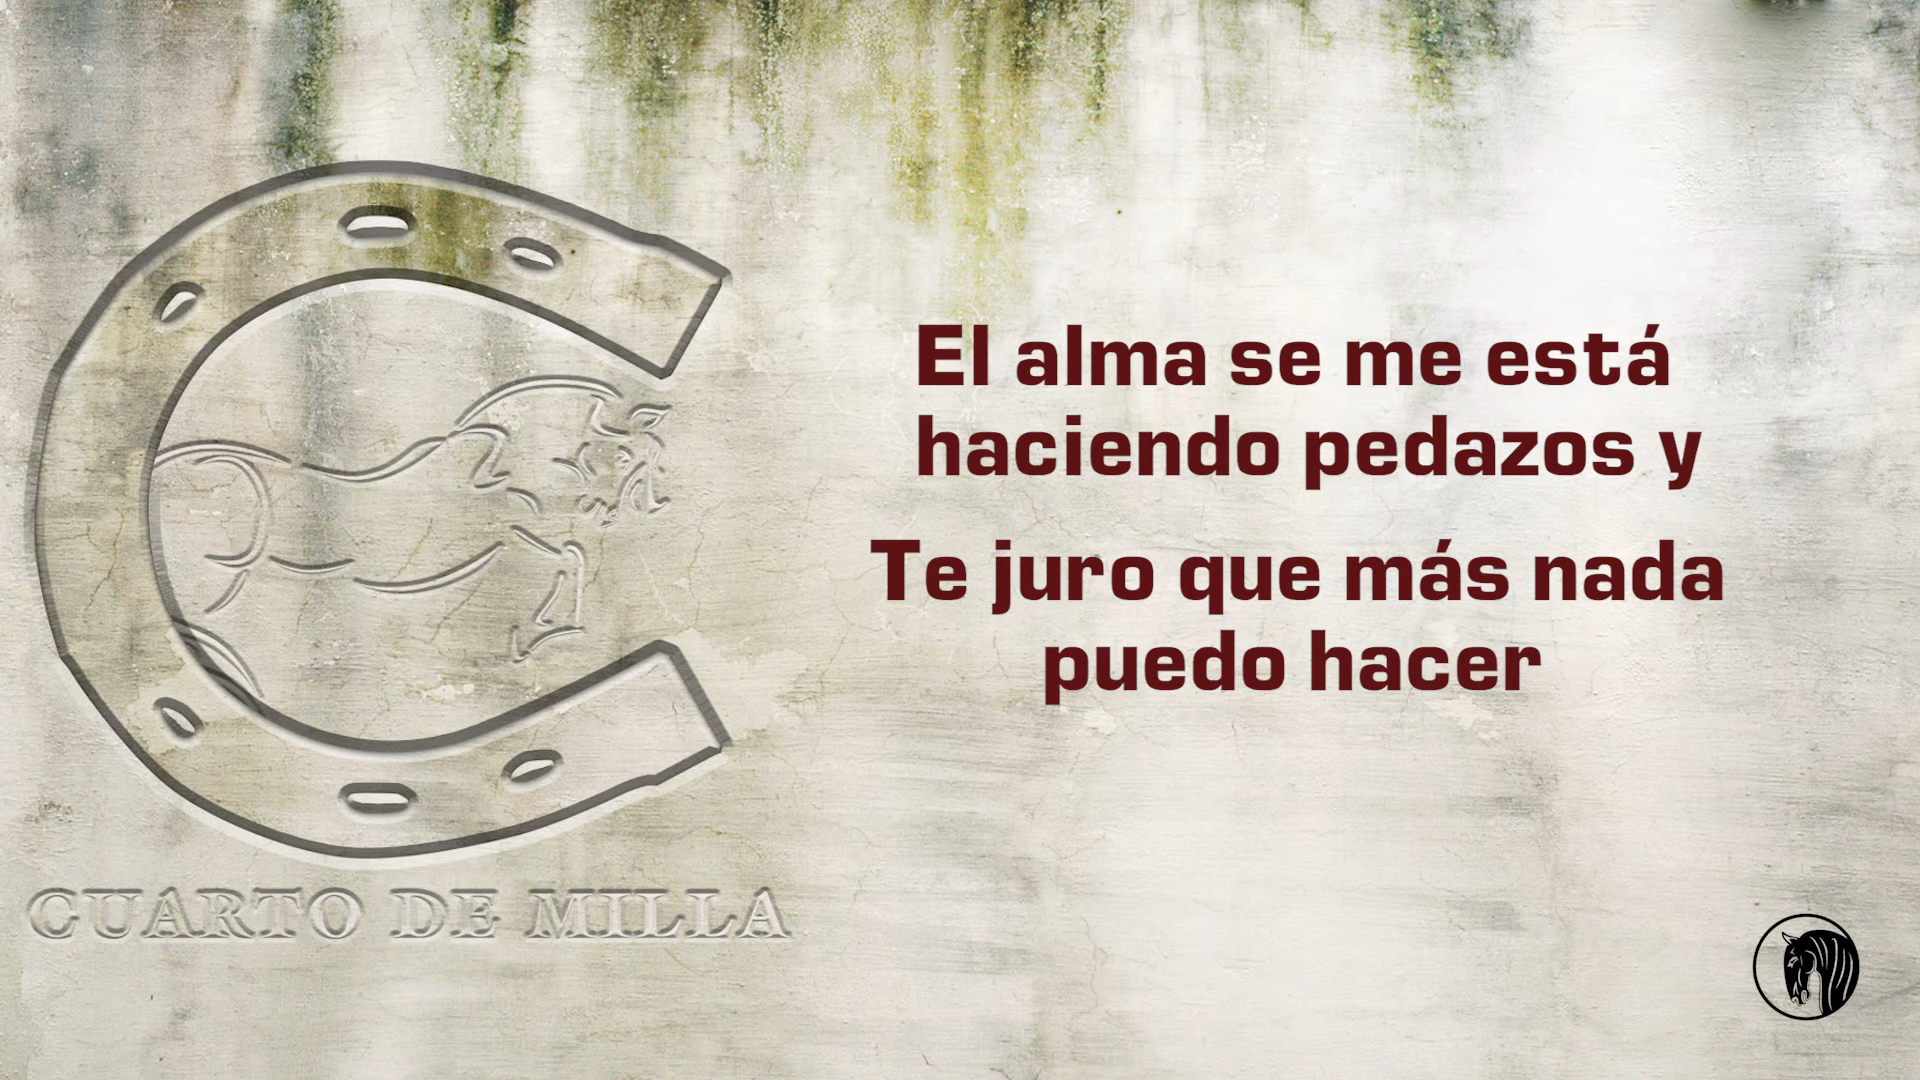 El alma se me está
haciendo pedazos y
Te juro que más nada
puedo hacer
CUARTO DE MILLA